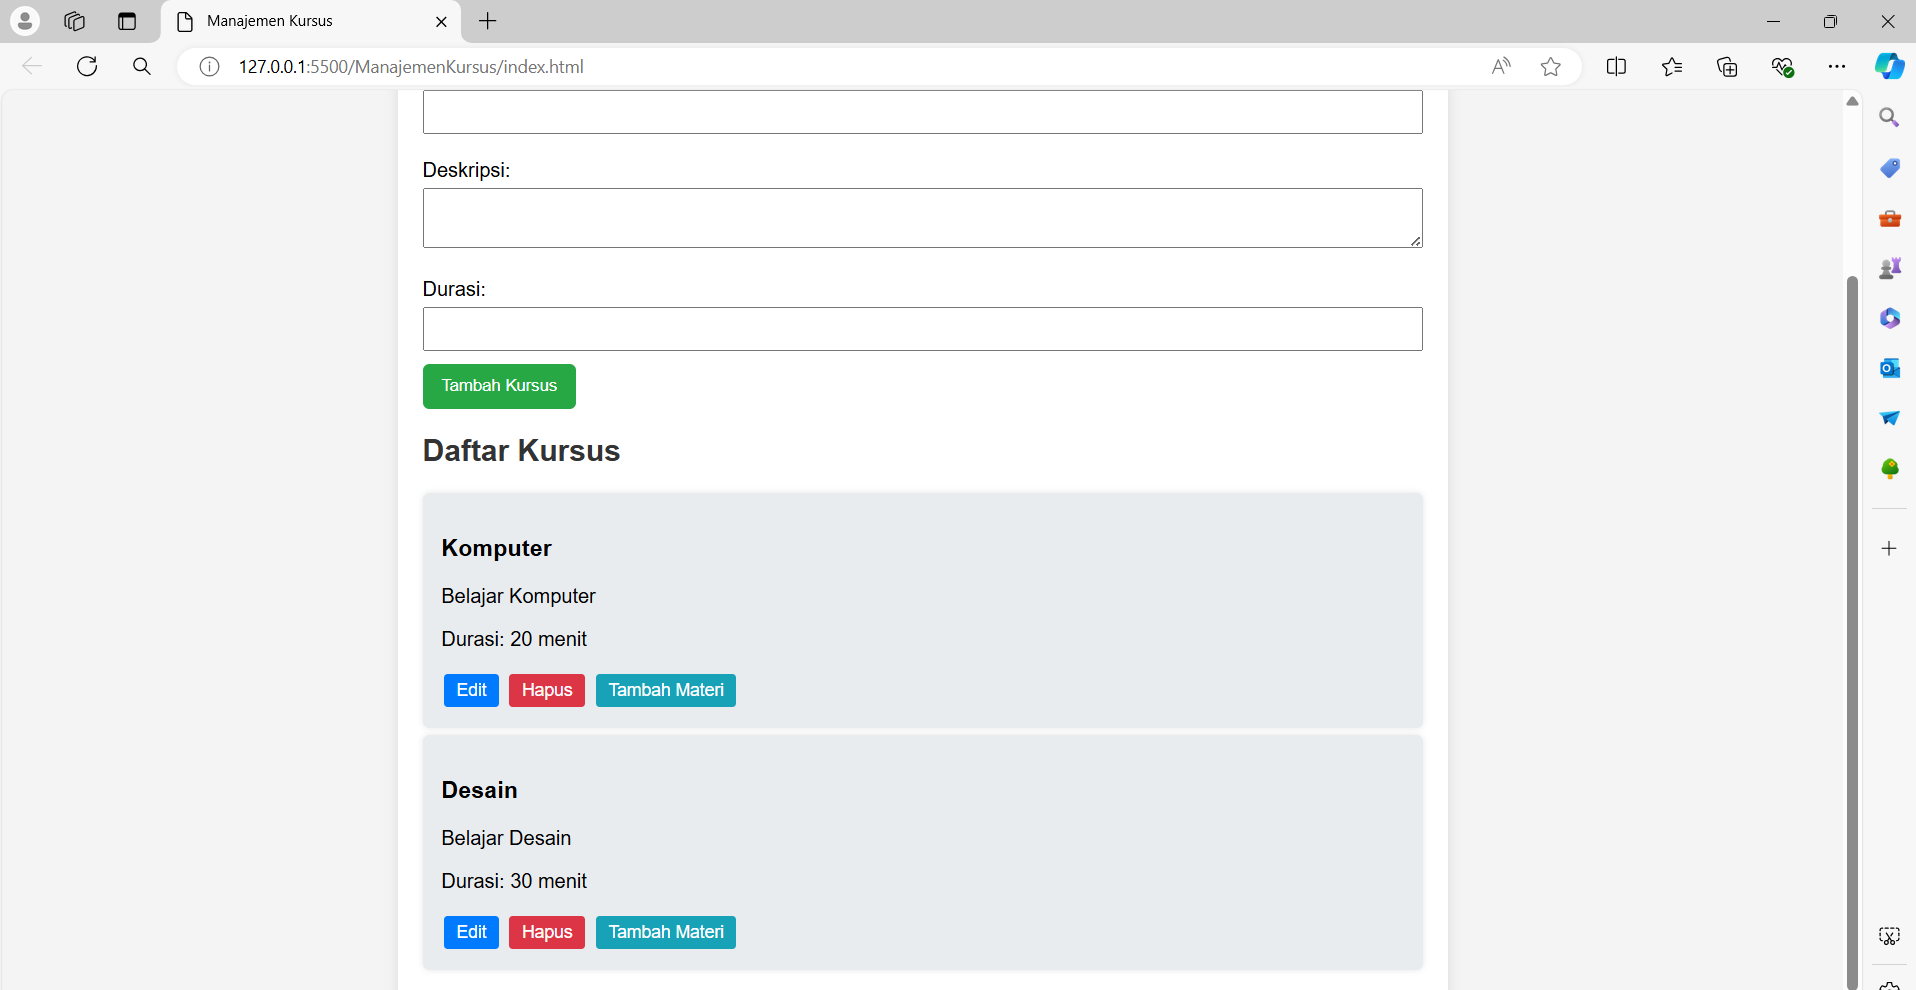 Manajemen Kursus
127.0.0.1:5500/ManajemenKursus/index.html
Deskripsi:
Durasi:
Tambah Kursus
Daftar Kursus
Komputer
Belajar Komputer
Durasi: 20 menit
Edit Hapus Tambah Materi
Desain
Belajar Desain
Durasi: 30 menit
Edit Hapus Tambah Materi